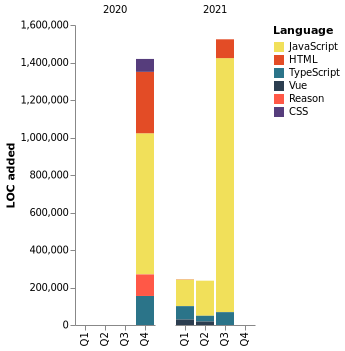 2020
2021
LOC added
1,600,000
1,400,000
1,200,000
1,000,000
800,000
600,000
400,000
200,000
0
Q1
Q2
Q3
Q4
Q1
Q2
Q3
Q4
Language
JavaScript
HTML
TypeScript
Vue
Reason
CSS